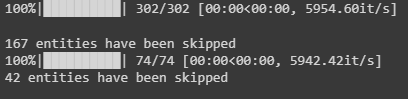 100%|██████████| 302/302 [00:00<00:00, 5954.60it/s]
167 entities have been skipped
100%|██████████| 74/74 [00:00<00:00, 5942.42it/s]
42 entities have been skipped